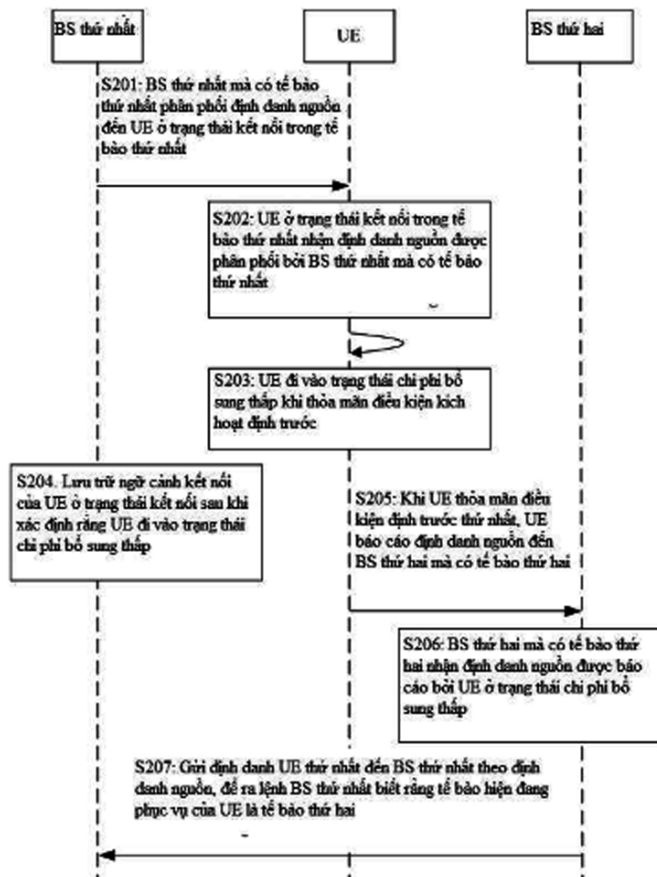 BS thứ nhất
UE
BS thứ hai
S201: BS thứ nhất mà có tế bào
thứ nhất phân phối định danh nguồn
đến UE ở trạng thái kết nối trong tế
bào thứ nhất
S202: UE ở trạng thái kết nối trong tế
bào thứ nhất nhận định danh nguồn được
phân phối bởi BS thứ nhất mà có tế bào
thứ nhất
S203: UE đi vào trạng thái chi phí bổ
sung thấp khi thỏa mãn điều kiện kích
hoạt định trước
S204. Lưu trữ ngữ cảnh kết nối
của UE ở trạng thái kết nối sau khi
xác định rằng UE đi vào trạng thái
chi phí bổ sung thấp
S205: Khi UE thỏa mãn điều
kiện định trước thứ nhất, UE
báo cáo định danh nguồn đến
BS thứ hai mà có tế bào thứ hai
S206: BS thứ hai mà có tế bào thứ
hai nhận định danh nguồn được báo
cáo bởi UE ở trạng thái chi phí bổ
sung thấp
S207: Gửi định danh UE thứ nhất đến BS thứ nhất theo định
danh nguồn, để ra lệnh BS thứ nhất biết rằng tế bào hiện đang
phục vụ của UE là tế bào thứ hai